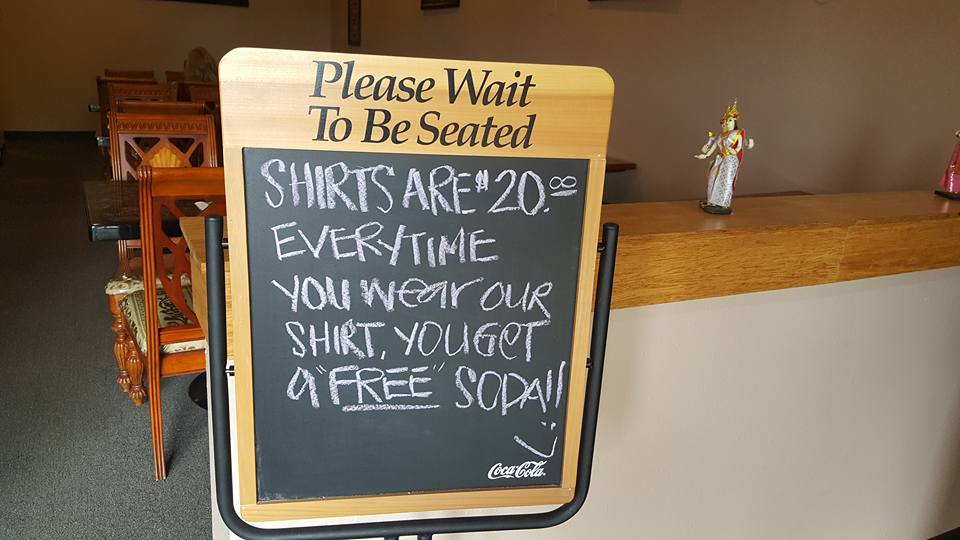 Please Wait
To Be Seated
SHIRTS ARE $20.00
EVERYTIME
YOU wear OUR
SHIRT, YOU GET
a "FREE" SODA!!
:)
Coca-Cola